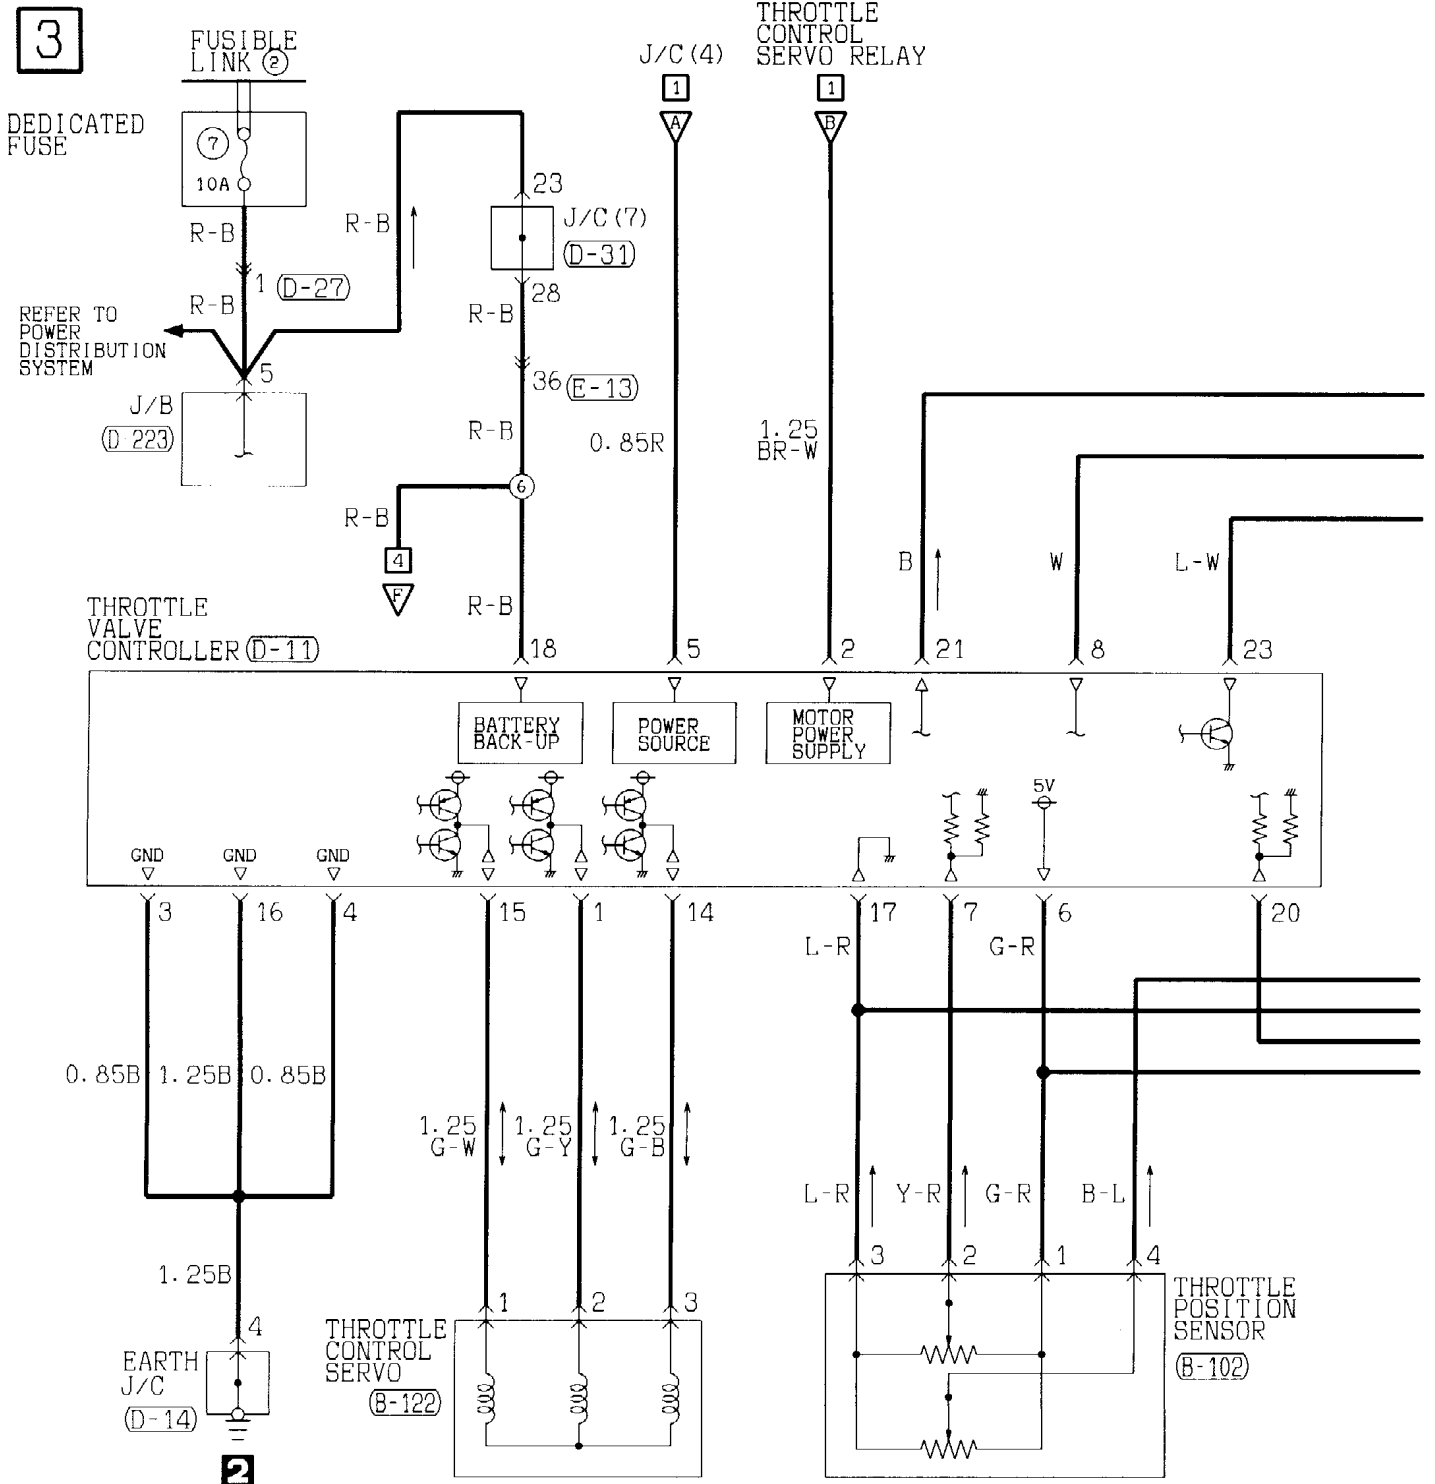 3
FUSIBLE
LINK ②
DEDICATED
FUSE
7
10A
R-B
1 D-27
R-B
REFER TO
POWER
DISTRIBUTION
SYSTEM
5
J/B
D-223
R-B
23
J/C(7)
D-31
28
R-B
36 E-13
R-B
6
R-B
4
F
R-B
J/C(4)
1
A
0.85R
THROTTLE
CONTROL
SERVO RELAY
1
B
1.25
BR-W
B
W
L-W
THROTTLE
VALVE
CONTROLLER D-11
18
5
2
21
8
23
BATTERY
BACK-UP
POWER
SOURCE
MOTOR
POWER
SUPPLY
5V
GND
GND
GND
3
16
4
15
1
14
17
7
6
20
L-R
G-R
0.85B
1.25B
0.85B
1.25
G-W
1.25
G-Y
1.25
G-B
L-R
Y-R
G-R
B-L
1.25B
4
EARTH
J/C
D-14
2
1
2
3
THROTTLE
CONTROL
SERVO
B-122
3
2
1
4
THROTTLE
POSITION
SENSOR
B-102